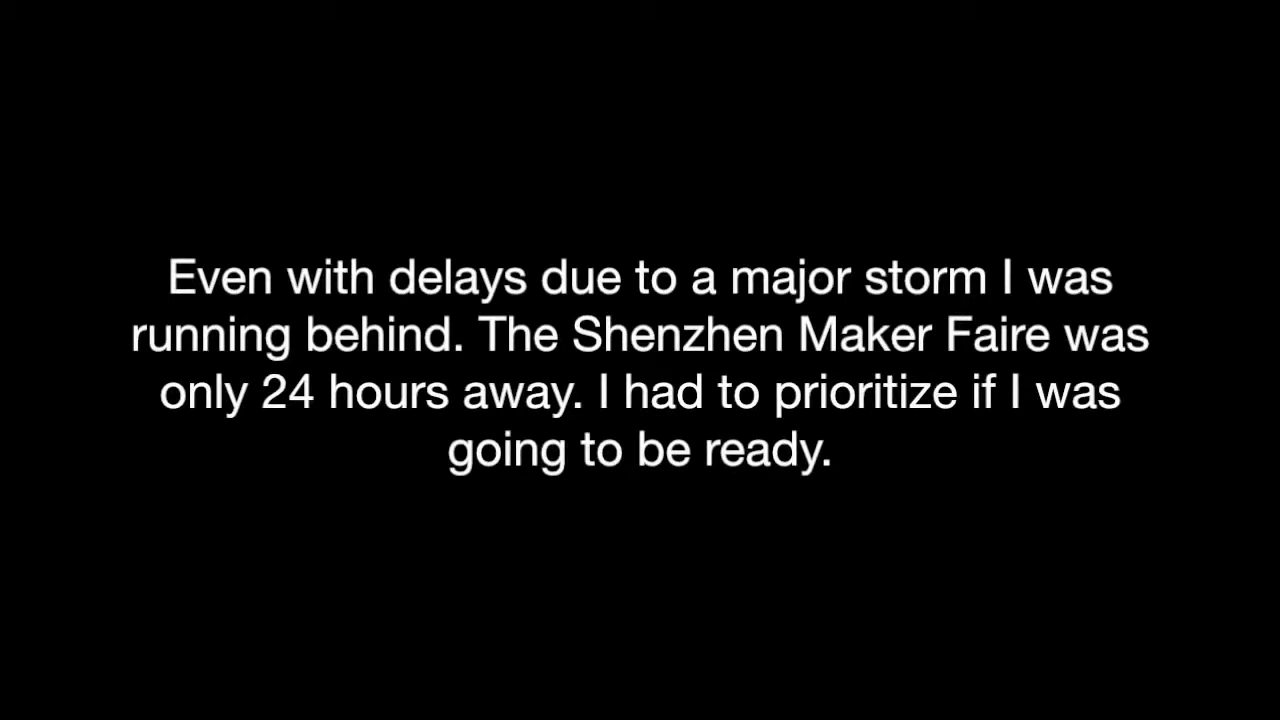 Even with delays due to a major storm I was
running behind. The Shenzhen Maker Faire was
only 24 hours away. I had to prioritize if I was
going to be ready.